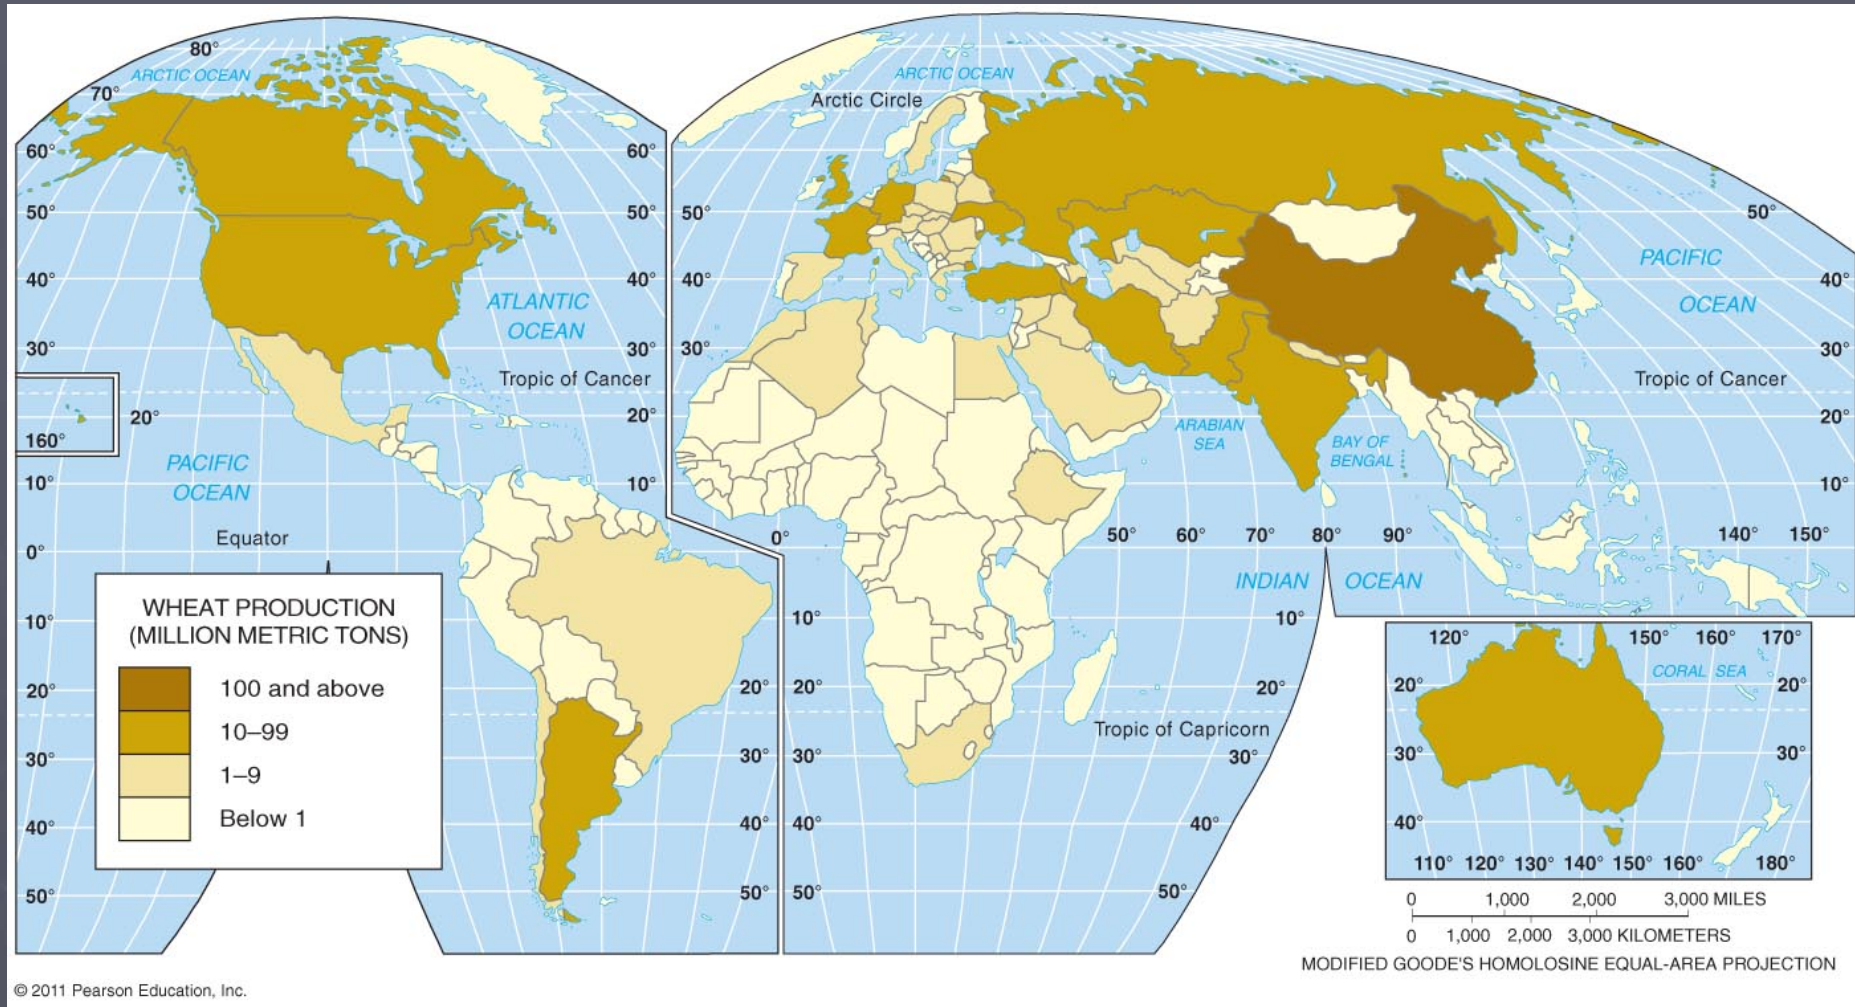 80°
ARCTIC OCEAN
70°
60°
50°
40°
30°
160°
20°
10°
0°
10°
20°
30°
40°
50°
PACIFIC
OCEAN
Equator
ATLANTIC
OCEAN
Tropic of Cancer
60°
50°
40°
30°
10°
20°
30°
40°
50°
WHEAT PRODUCTION
(MILLION METRIC TONS)
100 and above
10–99
1–9
Below 1
ARCTIC OCEAN
Arctic Circle
50°
40°
30°
0°
10°
20°
30°
40°
50°
ARABIAN
SEA
BAY OF
BENGAL
50° 60° 70° 80° 90° 140° 150°
INDIAN OCEAN
10°
20°
Tropic of Capricorn
30°
40°
50°
50°
PACIFIC
OCEAN
40°
30°
Tropic of Cancer
20°
10°
120° 150° 160° 170°
CORAL SEA
20° 20°
30° 30°
40°
110° 120° 130° 140° 150° 160° 180°
0 1,000 2,000 3,000 MILES
0 1,000 2,000 3,000 KILOMETERS
MODIFIED GOODE'S HOMOLOSINE EQUAL-AREA PROJECTION
© 2011 Pearson Education, Inc.